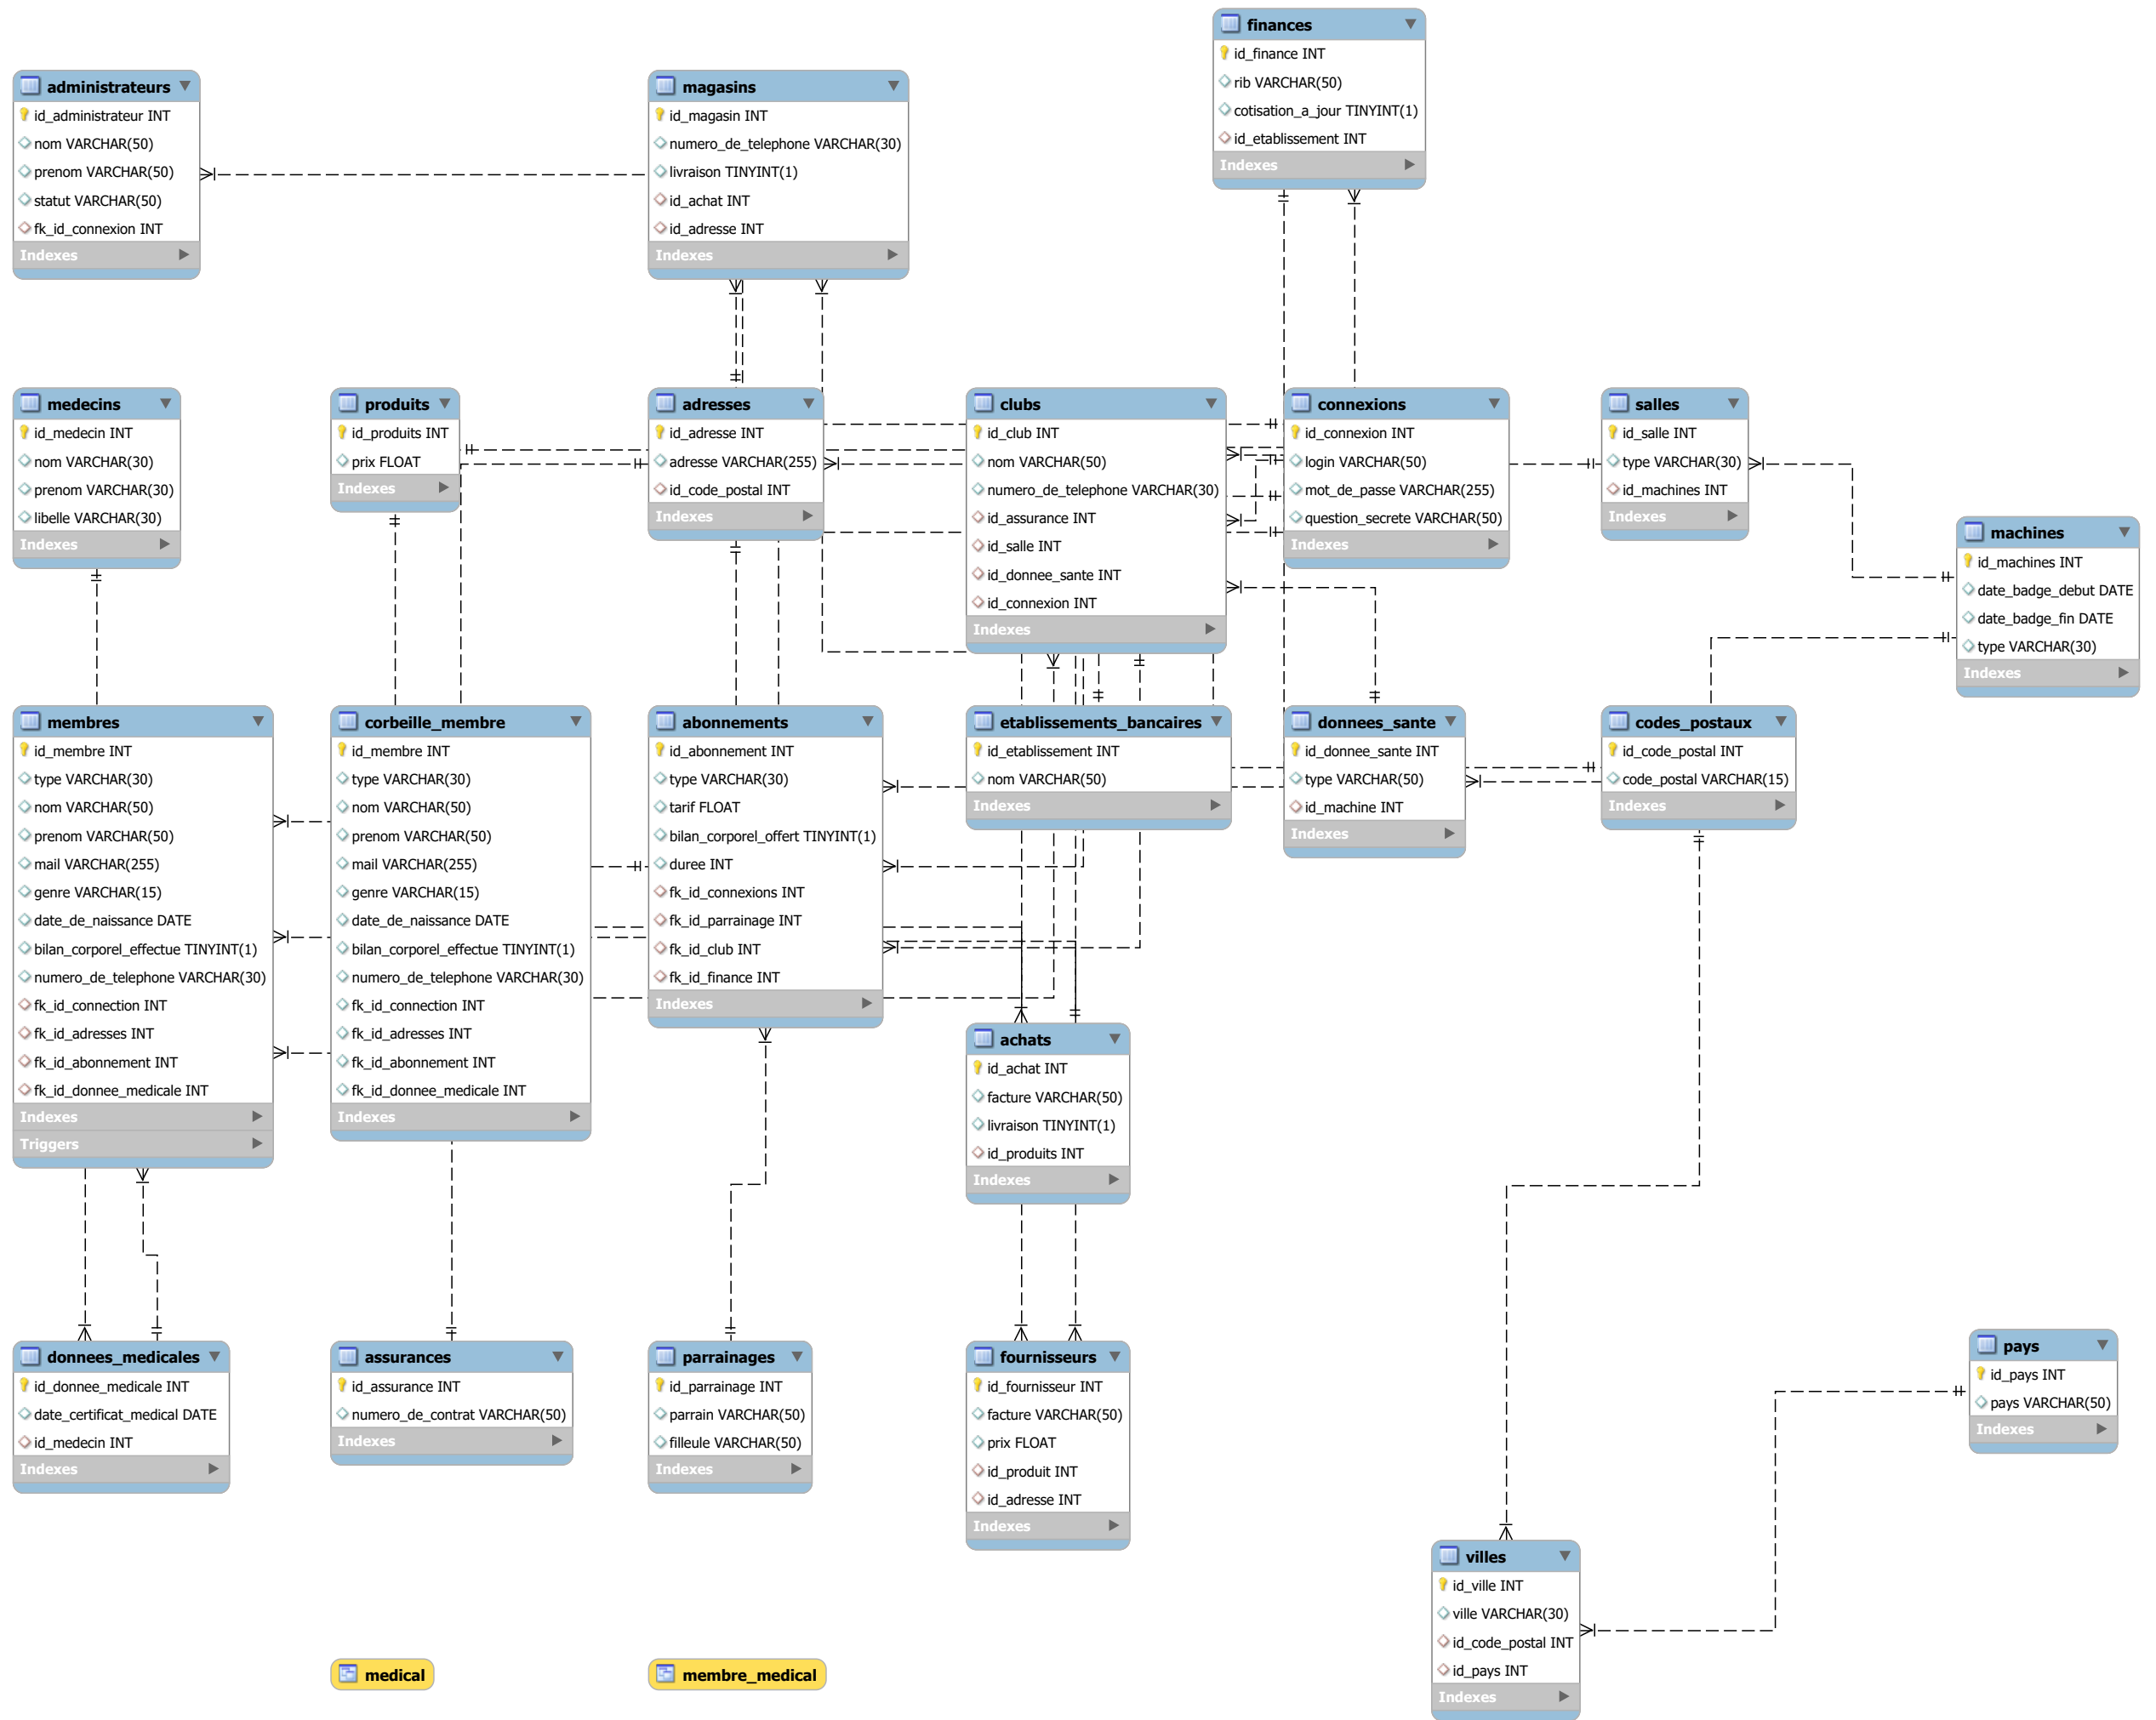 finances
id_finance INT
rib VARCHAR(50)
cotisation_a_jour TINYINT(1)
id_etablissement INT
Indexes
administrateurs
id_administrateur INT
nom VARCHAR(50)
prenom VARCHAR(50)
statut VARCHAR(50)
fk_id_connexion INT
Indexes
magasins
id_magasin INT
numero_de_telephone VARCHAR(30)
livraison TINYINT(1)
id_achat INT
id_adresse INT
Indexes
medecins
id_medecin INT
nom VARCHAR(30)
prenom VARCHAR(30)
libelle VARCHAR(30)
Indexes
produits
id_produits INT
prix FLOAT
Indexes
adresses
id_adresse INT
adresse VARCHAR(255)
id_code_postal INT
Indexes
clubs
id_club INT
nom VARCHAR(50)
numero_de_telephone VARCHAR(30)
id_assurance INT
id_salle INT
id_donnee_sante INT
id_connexion INT
Indexes
connexions
id_connexion INT
login VARCHAR(50)
mot_de_passe VARCHAR(255)
question_secrete VARCHAR(50)
Indexes
salles
id_salle INT
type VARCHAR(30)
id_machines INT
Indexes
machines
id_machines INT
date_badge_debut DATE
date_badge_fin DATE
type VARCHAR(30)
Indexes
membres
id_membre INT
type VARCHAR(30)
nom VARCHAR(50)
prenom VARCHAR(50)
mail VARCHAR(255)
genre VARCHAR(15)
date_de_naissance DATE
bilan_corporel_effectue TINYINT(1)
numero_de_telephone VARCHAR(30)
fk_id_connection INT
fk_id_adresses INT
fk_id_abonnement INT
fk_id_donnee_medicale INT
Indexes
Triggers
corbeille_membre
id_membre INT
type VARCHAR(30)
nom VARCHAR(50)
prenom VARCHAR(50)
mail VARCHAR(255)
genre VARCHAR(15)
date_de_naissance DATE
bilan_corporel_effectue TINYINT(1)
numero_de_telephone VARCHAR(30)
fk_id_connection INT
fk_id_adresses INT
fk_id_abonnement INT
fk_id_donnee_medicale INT
Indexes
abonnements
id_abonnement INT
type VARCHAR(30)
tarif FLOAT
bilan_corporel_offert TINYINT(1)
duree INT
fk_id_connexions INT
fk_id_parrainage INT
fk_id_club INT
fk_id_finance INT
Indexes
etablissements_bancaires
id_etablissement INT
nom VARCHAR(50)
Indexes
donnees_sante
id_donnee_sante INT
type VARCHAR(50)
id_machine INT
Indexes
codes_postaux
id_code_postal INT
code_postal VARCHAR(15)
Indexes
achats
id_achat INT
facture VARCHAR(50)
livraison TINYINT(1)
id_produits INT
Indexes
donnees_medicales
id_donnee_medicale INT
date_certificat_medical DATE
id_medecin INT
Indexes
assurances
id_assurance INT
numero_de_contrat VARCHAR(50)
Indexes
parrainages
id_parrainage INT
parrain VARCHAR(50)
filleule VARCHAR(50)
Indexes
fournisseurs
id_fournisseur INT
facture VARCHAR(50)
prix FLOAT
id_produit INT
id_adresse INT
Indexes
pays
id_pays INT
pays VARCHAR(50)
Indexes
villes
id_ville INT
ville VARCHAR(30)
id_code_postal INT
id_pays INT
Indexes
medical
membre_medical